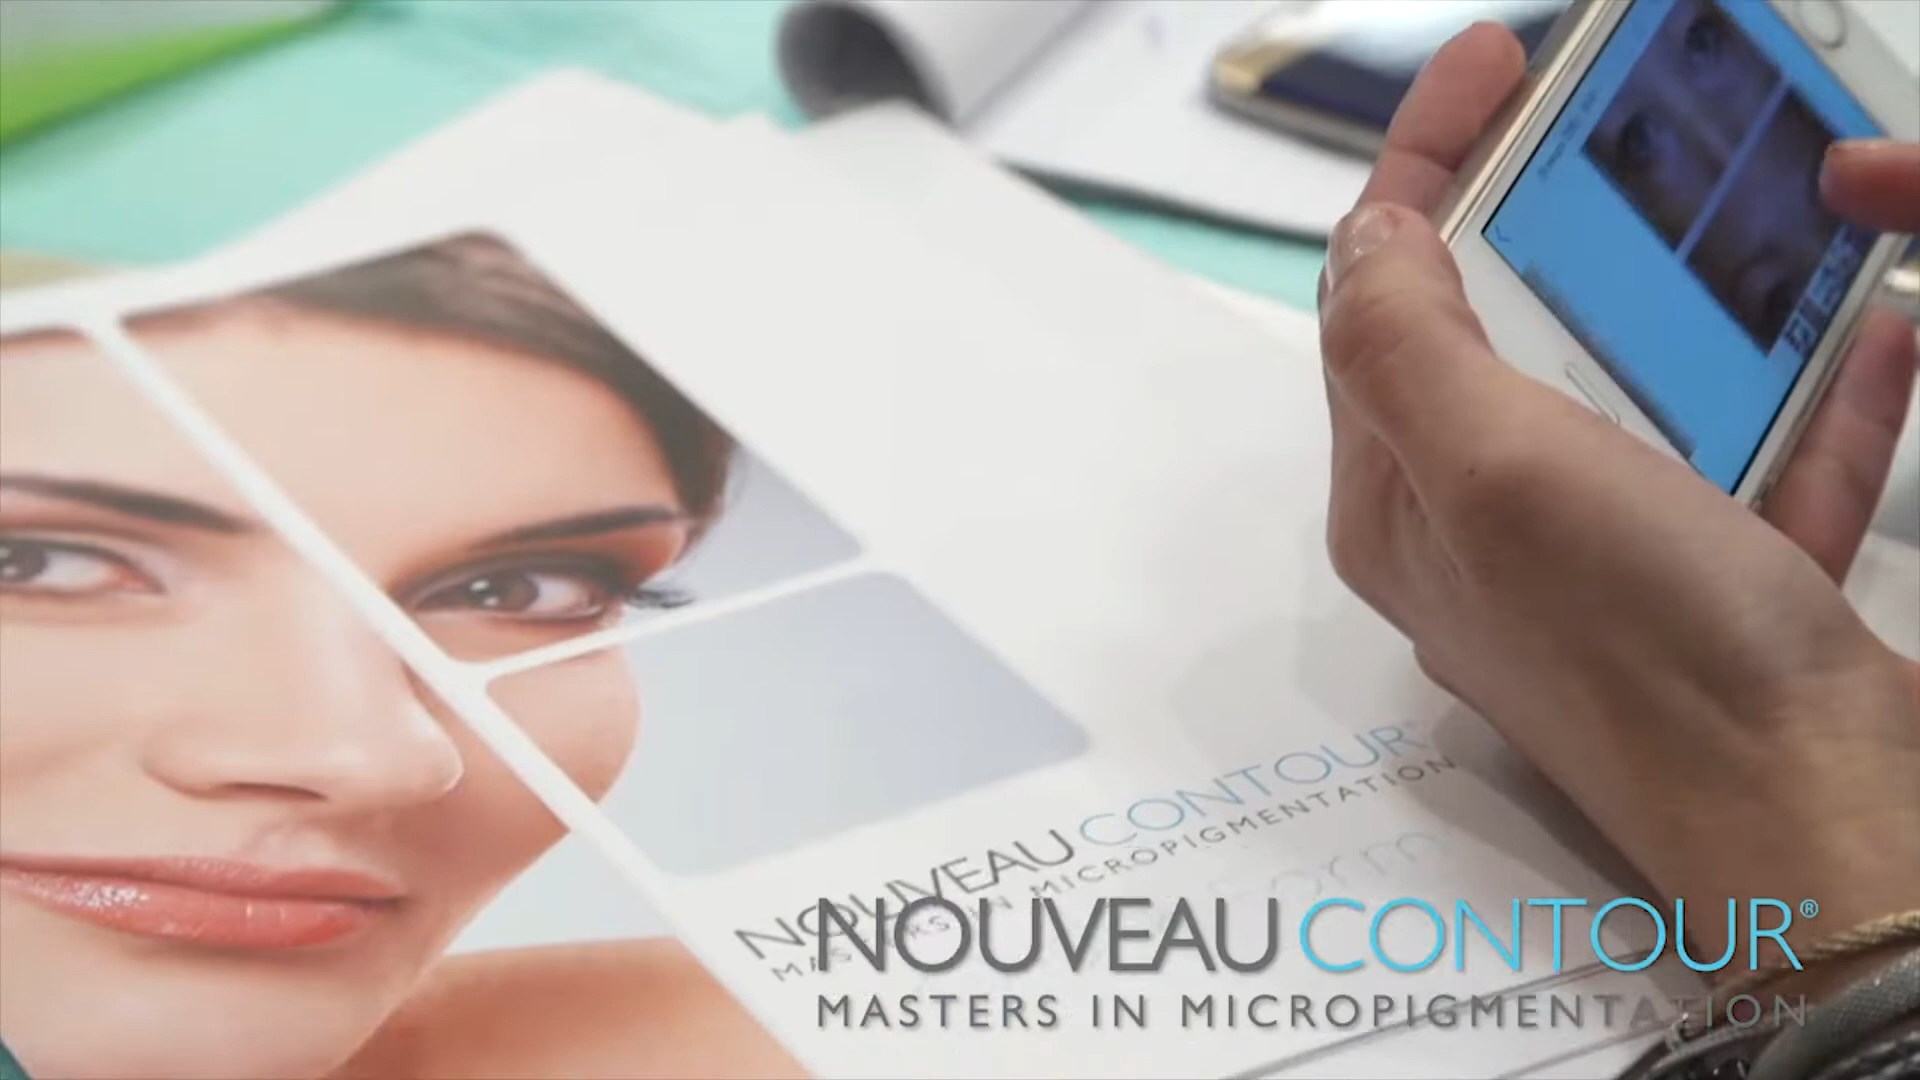 NOUVEAU CONTOUR
MASTERS IN MICROPIGMENTATION
NOUVEAU CONTOUR®
MASTERS IN MICROPIGMENTATION